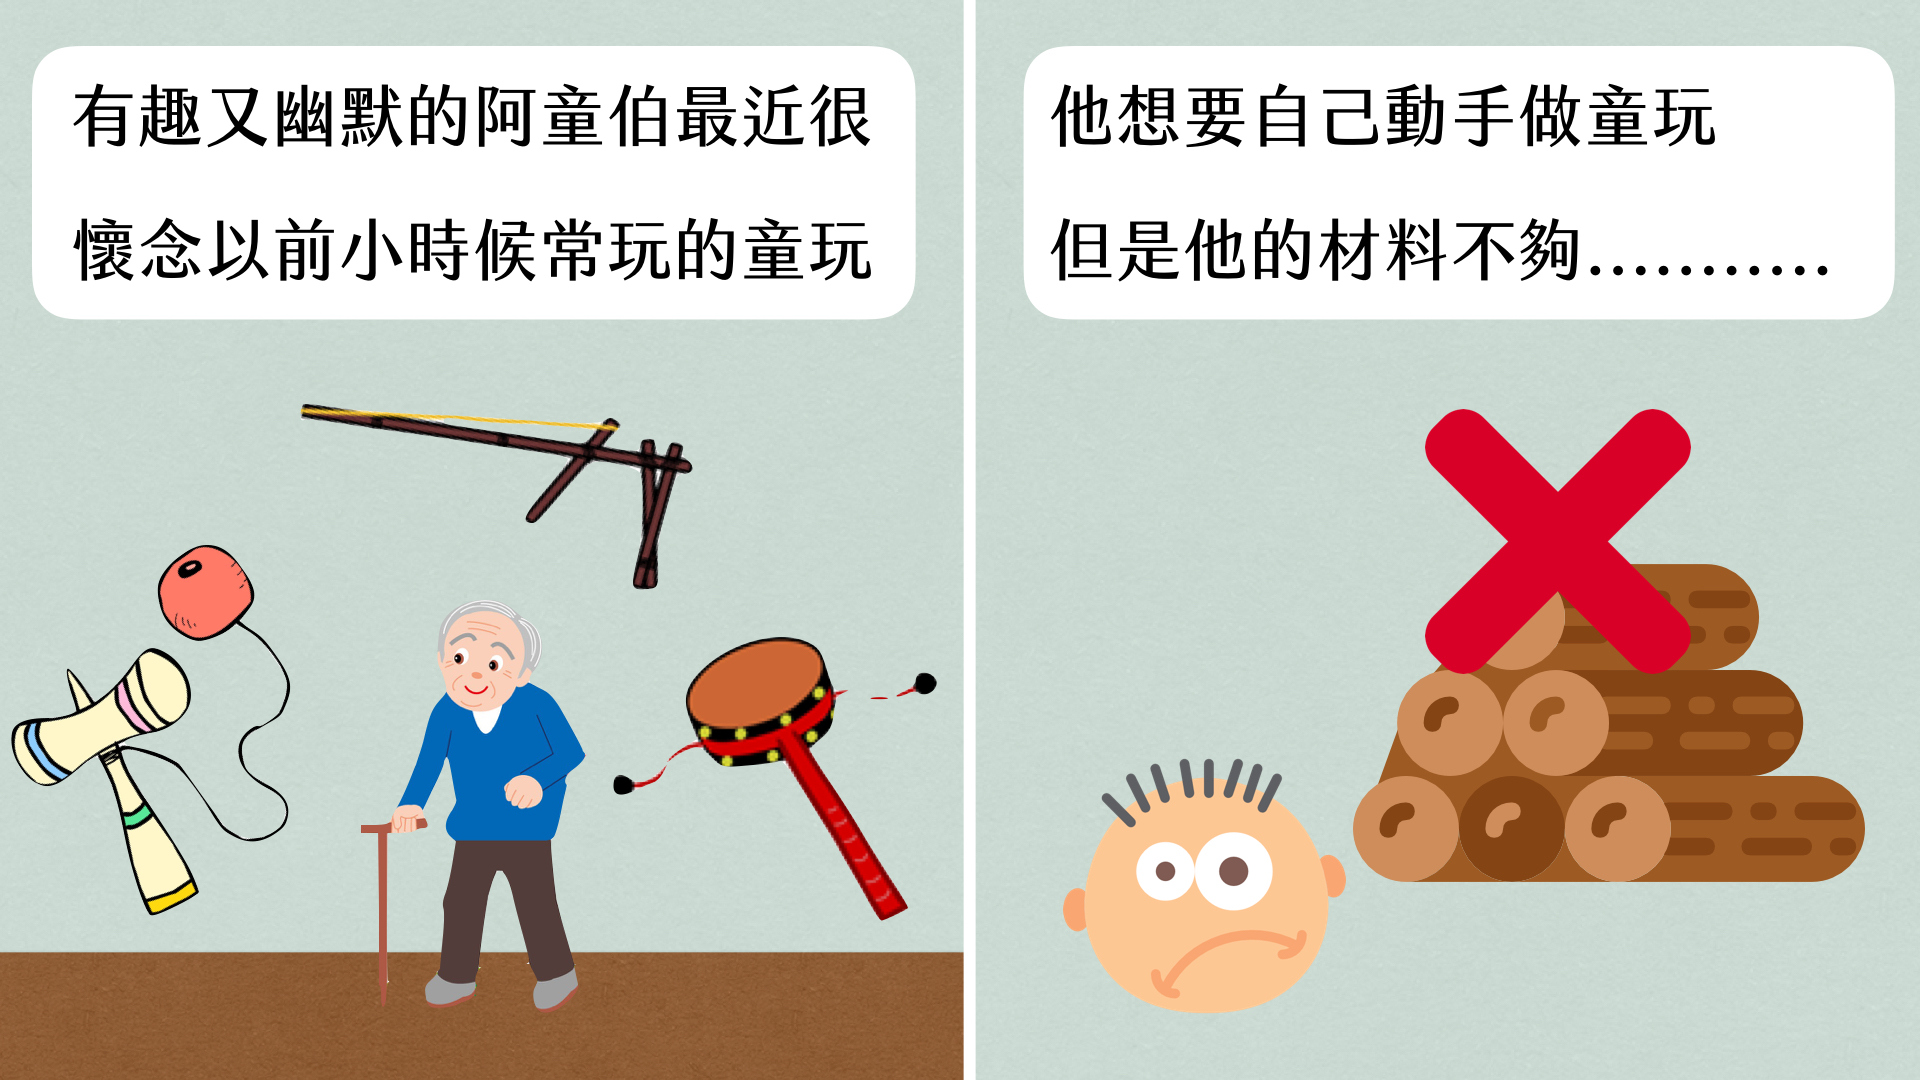 有趣又幽默的阿童伯最近很
懷念以前小時候常玩的童玩
他想要自己動手做童玩
但是他的材料不夠...........